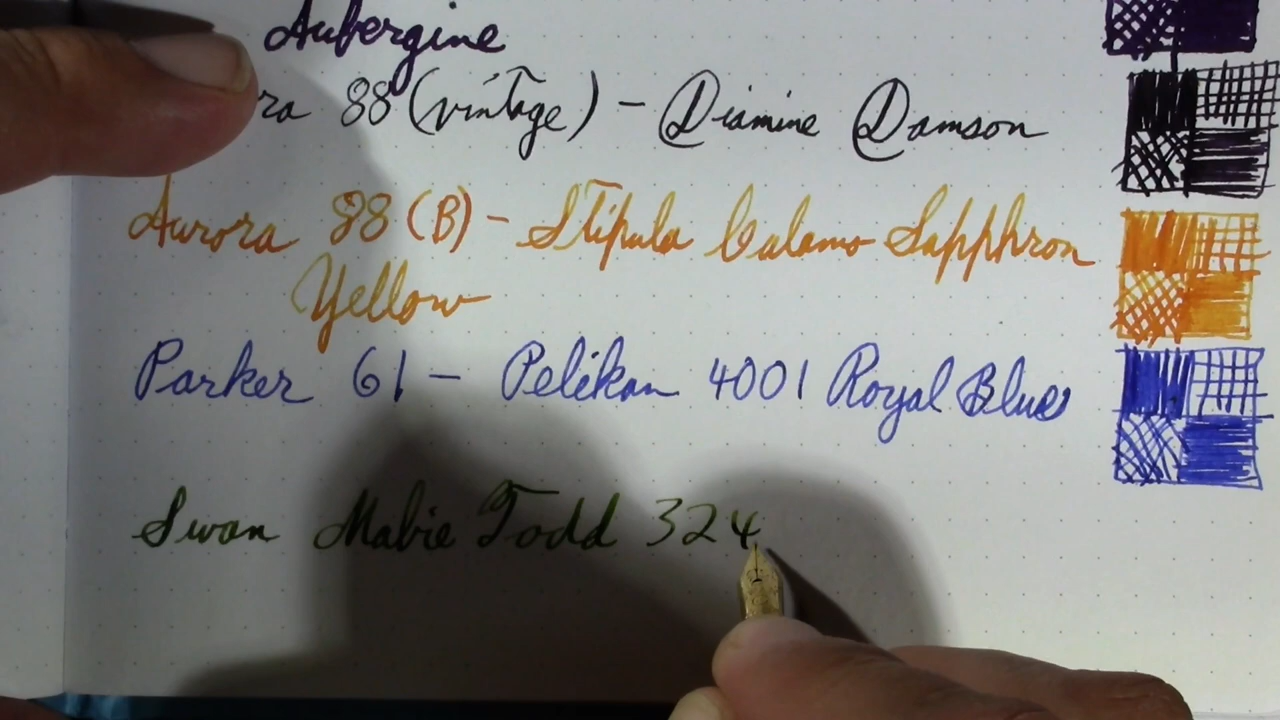 Aubergine
ra 88 (vintage) - Diamine Damson
Aurora 88 (B) - Stipula Calamo Sapphron
Yellow
Parker 61 - Pelikan 4001 Royal Blue
Swan Mabie Todd 324